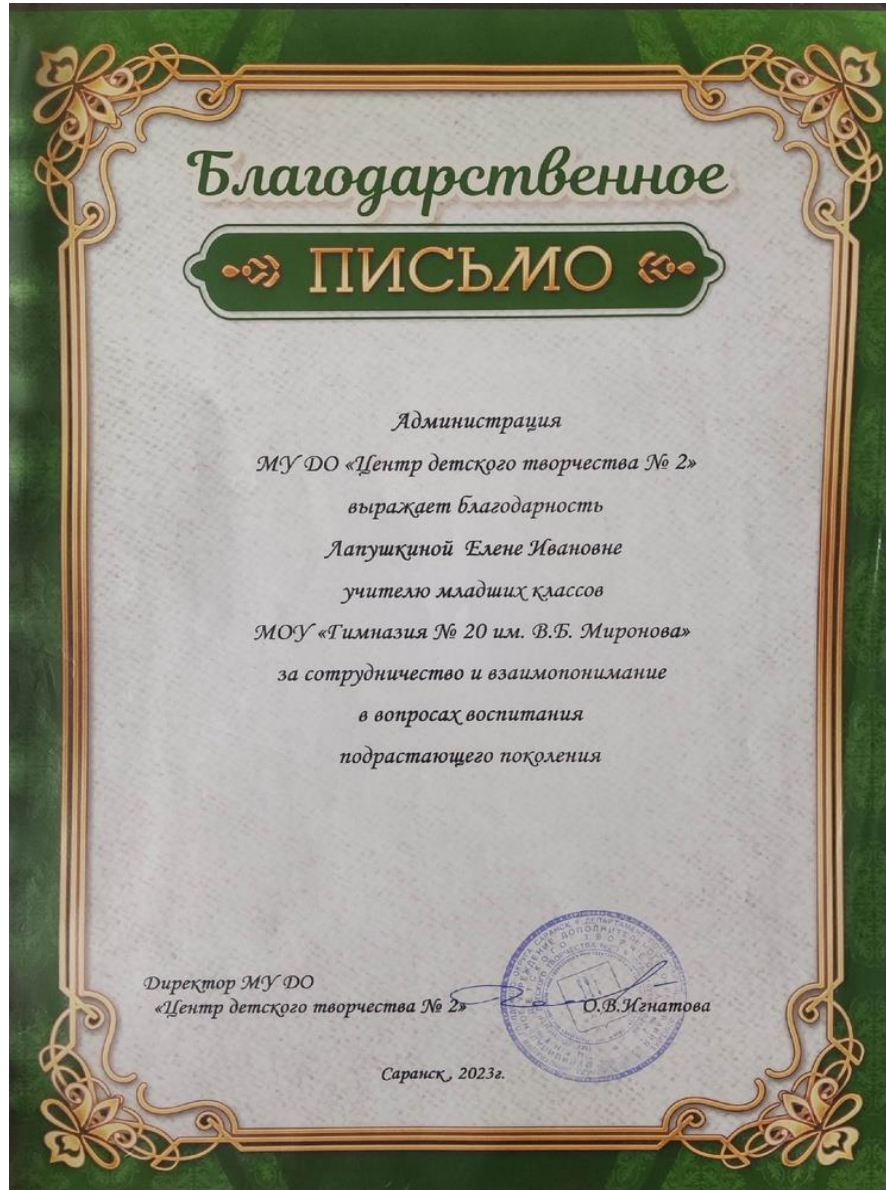 Благодарственное
ПИСЬМО
Администрация
МУ ДО «Центр детского творчества № 2»
выражает благодарность
Лапушкиной Елене Ивановне
учителю младших классов
МОУ «Гимназия № 20 им. В.Б. Миронова»
за сотрудничество и взаимопонимание
в вопросах воспитания
подрастающего поколения
Директор МУ ДО
«Центр детского творчества № 2» О.В.Игнатова
Саранск, 2023г.